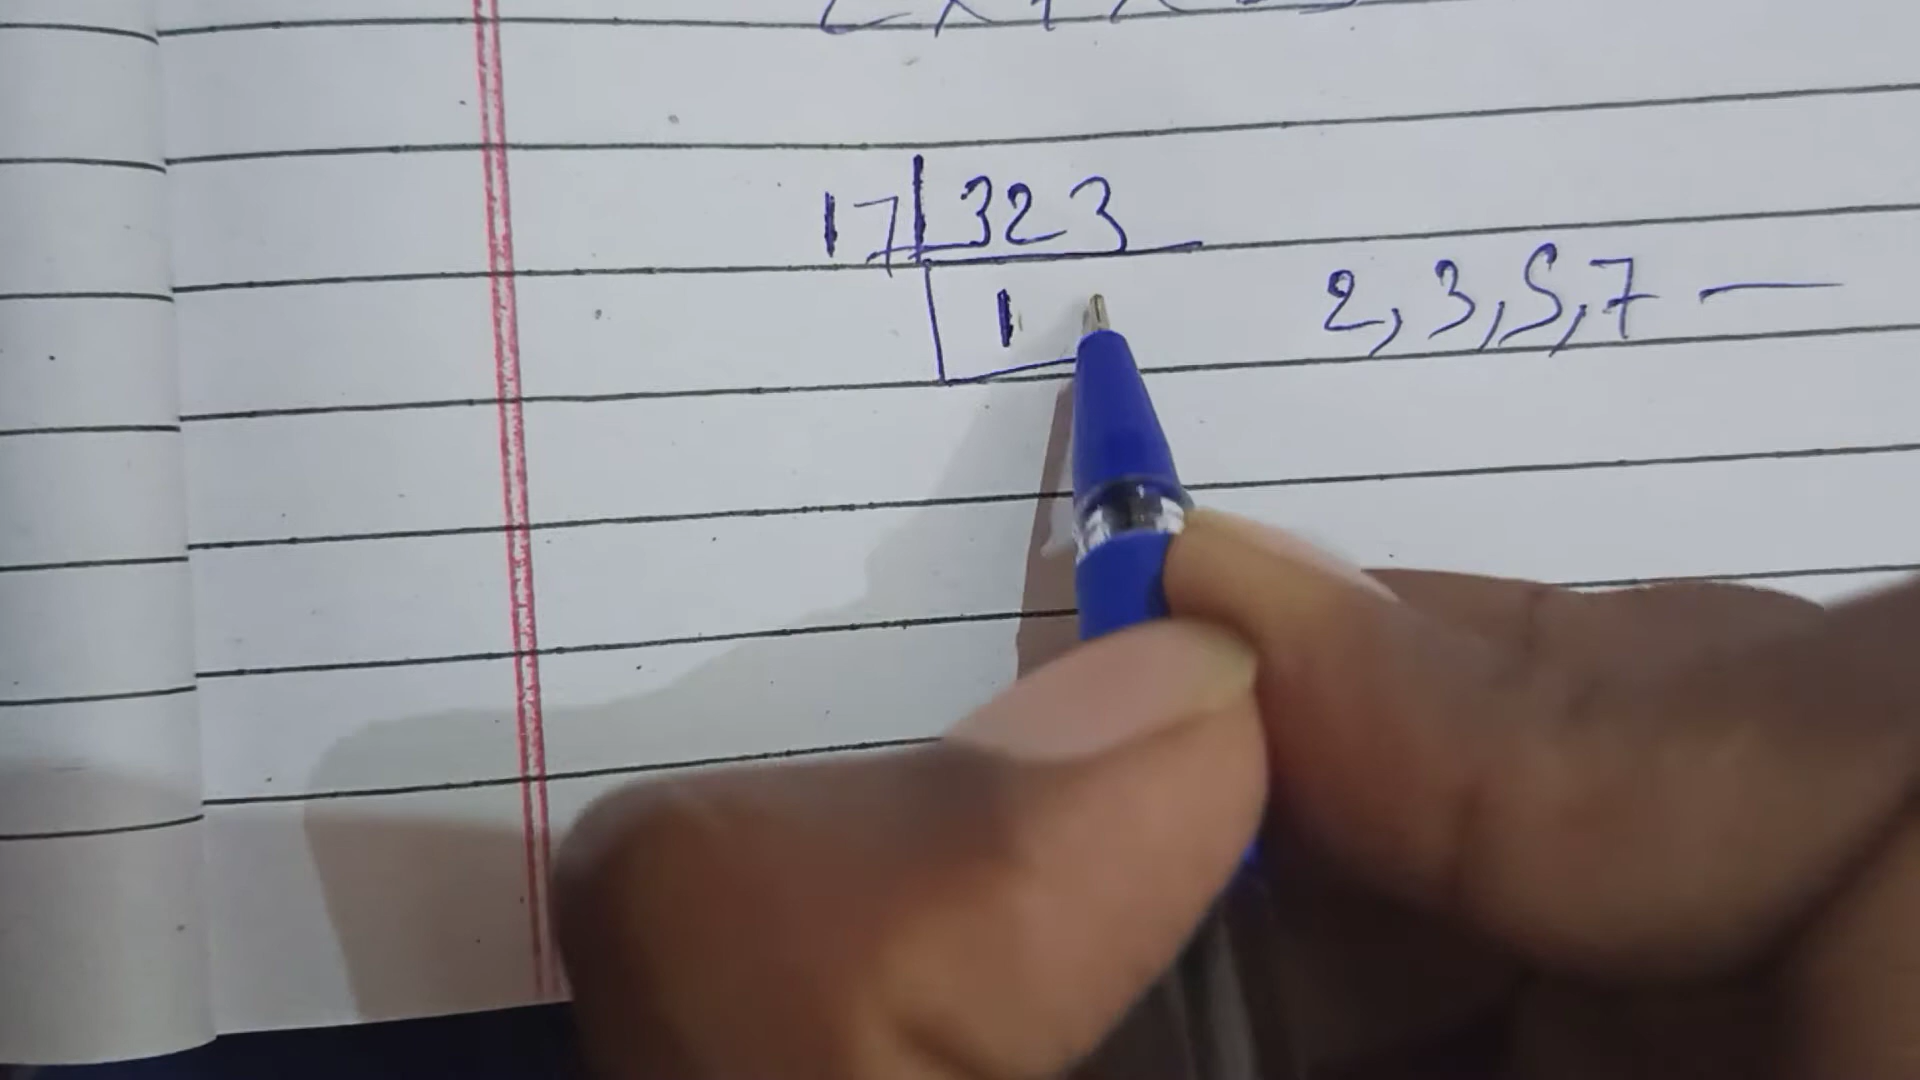 17 323
1 2, 3, 5, 7 —